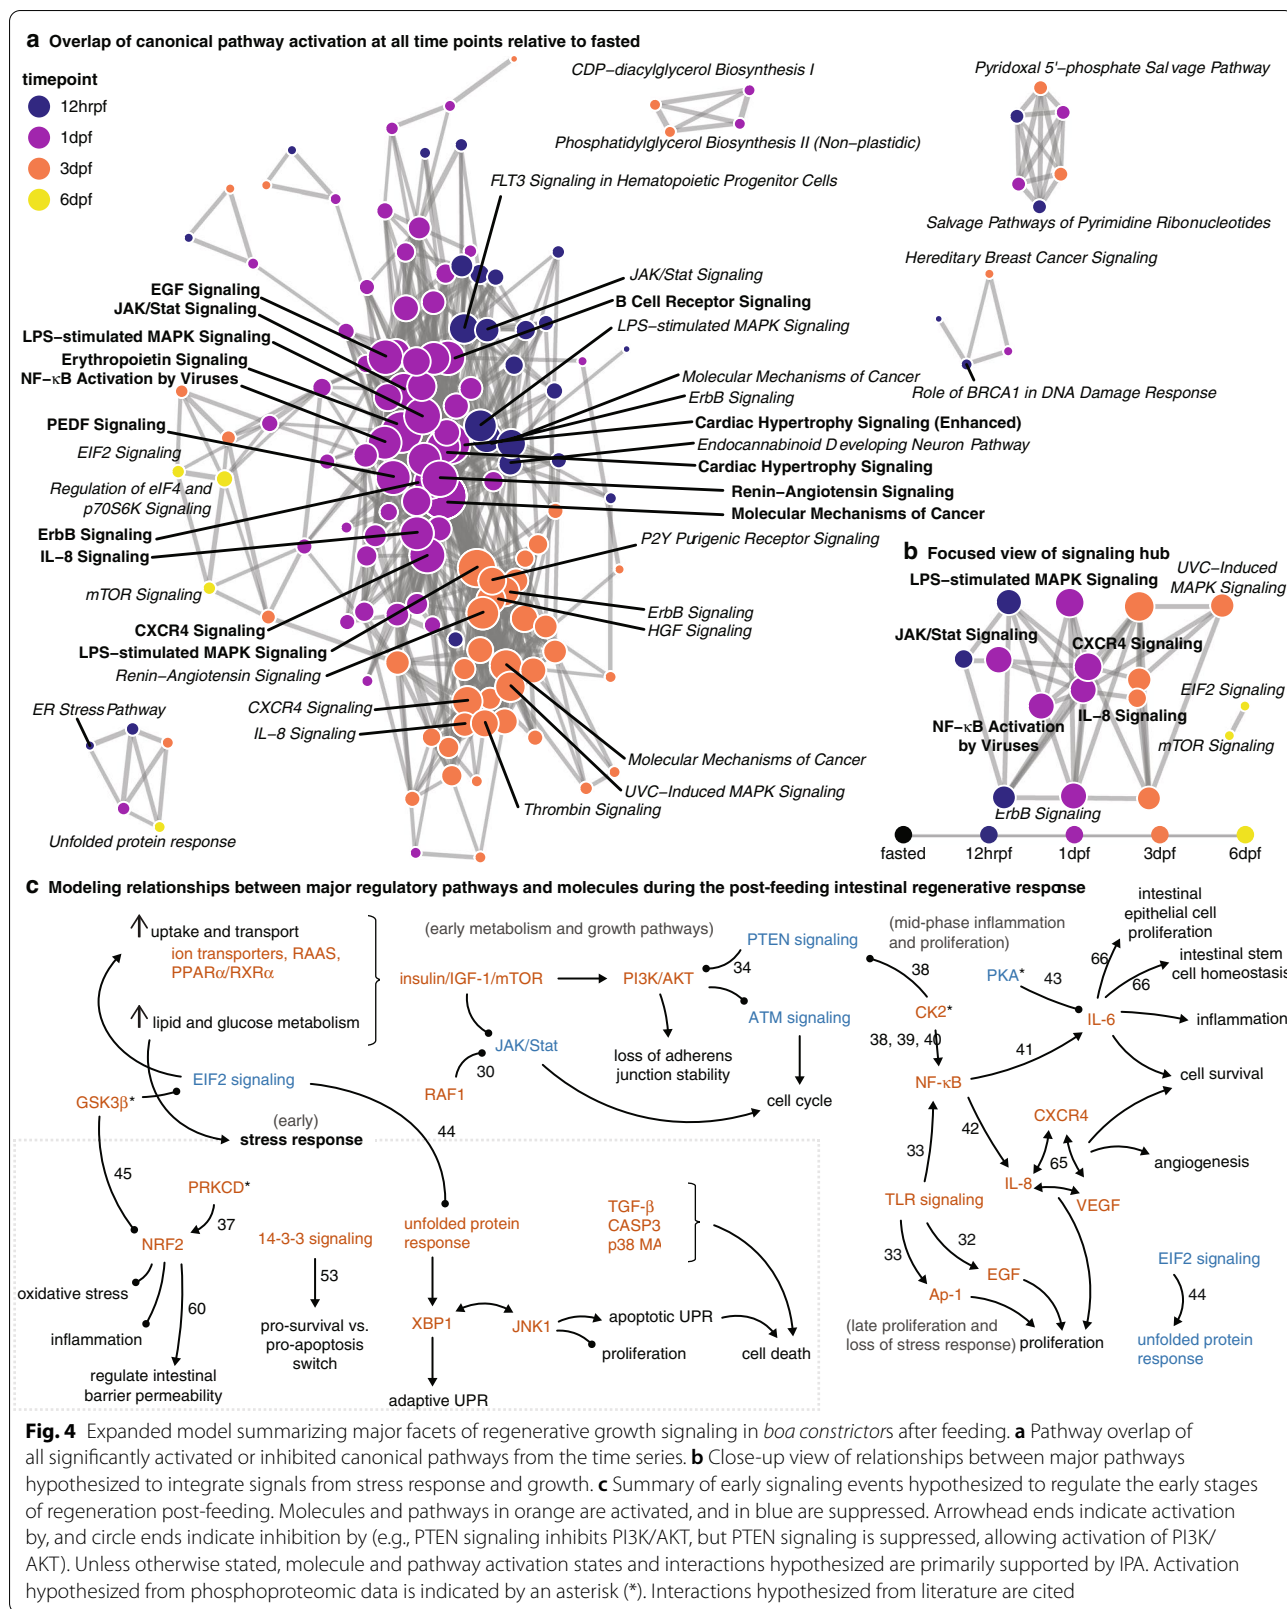 a Overlap of canonical pathway activation at all time points relative to fasted
timepoint
12hrpf
1dpf
3dpf
6dpf
CDP−diacylglycerol Biosynthesis I
Phosphatidylglycerol Biosynthesis II (Non−plastidic)
Pyridoxal 5'−phosphate Salvage Pathway
Salvage Pathways of Pyrimidine Ribonucleotides
FLT3 Signaling in Hematopoietic Progenitor Cells
Hereditary Breast Cancer Signaling
Role of BRCA1 in DNA Damage Response
EGF Signaling
JAK/Stat Signaling
LPS−stimulated MAPK Signaling
Erythropoietin Signaling
NF−κB Activation by Viruses
PEDF Signaling
EIF2 Signaling
Regulation of eIF4 and
p70S6K Signaling
ErbB Signaling
IL−8 Signaling
mTOR Signaling
CXCR4 Signaling
LPS−stimulated MAPK Signaling
Renin−Angiotensin Signaling
CXCR4 Signaling
IL−8 Signaling
JAK/Stat Signaling
B Cell Receptor Signaling
LPS−stimulated MAPK Signaling
Molecular Mechanisms of Cancer
ErbB Signaling
Cardiac Hypertrophy Signaling (Enhanced)
Endocannabinoid Developing Neuron Pathway
Cardiac Hypertrophy Signaling
Renin−Angiotensin Signaling
Molecular Mechanisms of Cancer
P2Y Purigenic Receptor Signaling
ErbB Signaling
HGF Signaling
Molecular Mechanisms of Cancer
UVC−Induced MAPK Signaling
Thrombin Signaling
ER Stress Pathway
Unfolded protein response
b Focused view of signaling hub
LPS−stimulated MAPK Signaling
UVC−Induced
MAPK Signaling
JAK/Stat Signaling
CXCR4 Signaling
EIF2 Signaling
NF−κB Activation
by Viruses
IL−8 Signaling
mTOR Signaling
ErbB Signaling
fasted 12hrpf 1dpf 3dpf 6dpf
c Modeling relationships between major regulatory pathways and molecules during the post-feeding intestinal regenerative response
uptake and transport
ion transporters, RAAS,
PPARα/RXRα
lipid and glucose metabolism
(early metabolism and growth pathways)
insulin/IGF-1/mTOR
PI3K/AKT
PTEN signaling
34
ATM signaling
JAK/Stat
30
RAF1
loss of adherens
junction stability
cell cycle
EIF2 signaling
GSK3β*
(early)
stress response
44
45
PRKCD*
37
NRF2
oxidative stress
inflammation
60
regulate intestinal
barrier permeability
14-3-3 signaling
53
pro-survival vs.
pro-apoptosis
switch
unfolded protein
response
XBP1
JNK1
adaptive UPR
apoptotic UPR
proliferation
cell death
TGF-β
CASP3
p38 MA
(mid-phase inflammation
and proliferation)
38
CK2*
38, 39, 40
NF-κB
PKA*
43
IL-6
41
intestinal
epithelial cell
proliferation
66
66
intestinal stem
cell homeostasis
inflammation
cell survival
CXCR4
42
65
IL-8
VEGF
angiogenesis
33
TLR signaling
33
32
EGF
Ap-1
(late proliferation and
loss of stress response)
proliferation
EIF2 signaling
44
unfolded protein
response
Fig. 4 Expanded model summarizing major facets of regenerative growth signaling in boa constrictors after feeding. a Pathway overlap of
all significantly activated or inhibited canonical pathways from the time series. b Close-up view of relationships between major pathways
hypothesized to integrate signals from stress response and growth. c Summary of early signaling events hypothesized to regulate the early stages
of regeneration post-feeding. Molecules and pathways in orange are activated, and in blue are suppressed. Arrowhead ends indicate activation
by, and circle ends indicate inhibition by (e.g., PTEN signaling inhibits PI3K/AKT, but PTEN signaling is suppressed, allowing activation of PI3K/
AKT). Unless otherwise stated, molecule and pathway activation states and interactions hypothesized are primarily supported by IPA. Activation
hypothesized from phosphoproteomic data is indicated by an asterisk (*). Interactions hypothesized from literature are cited